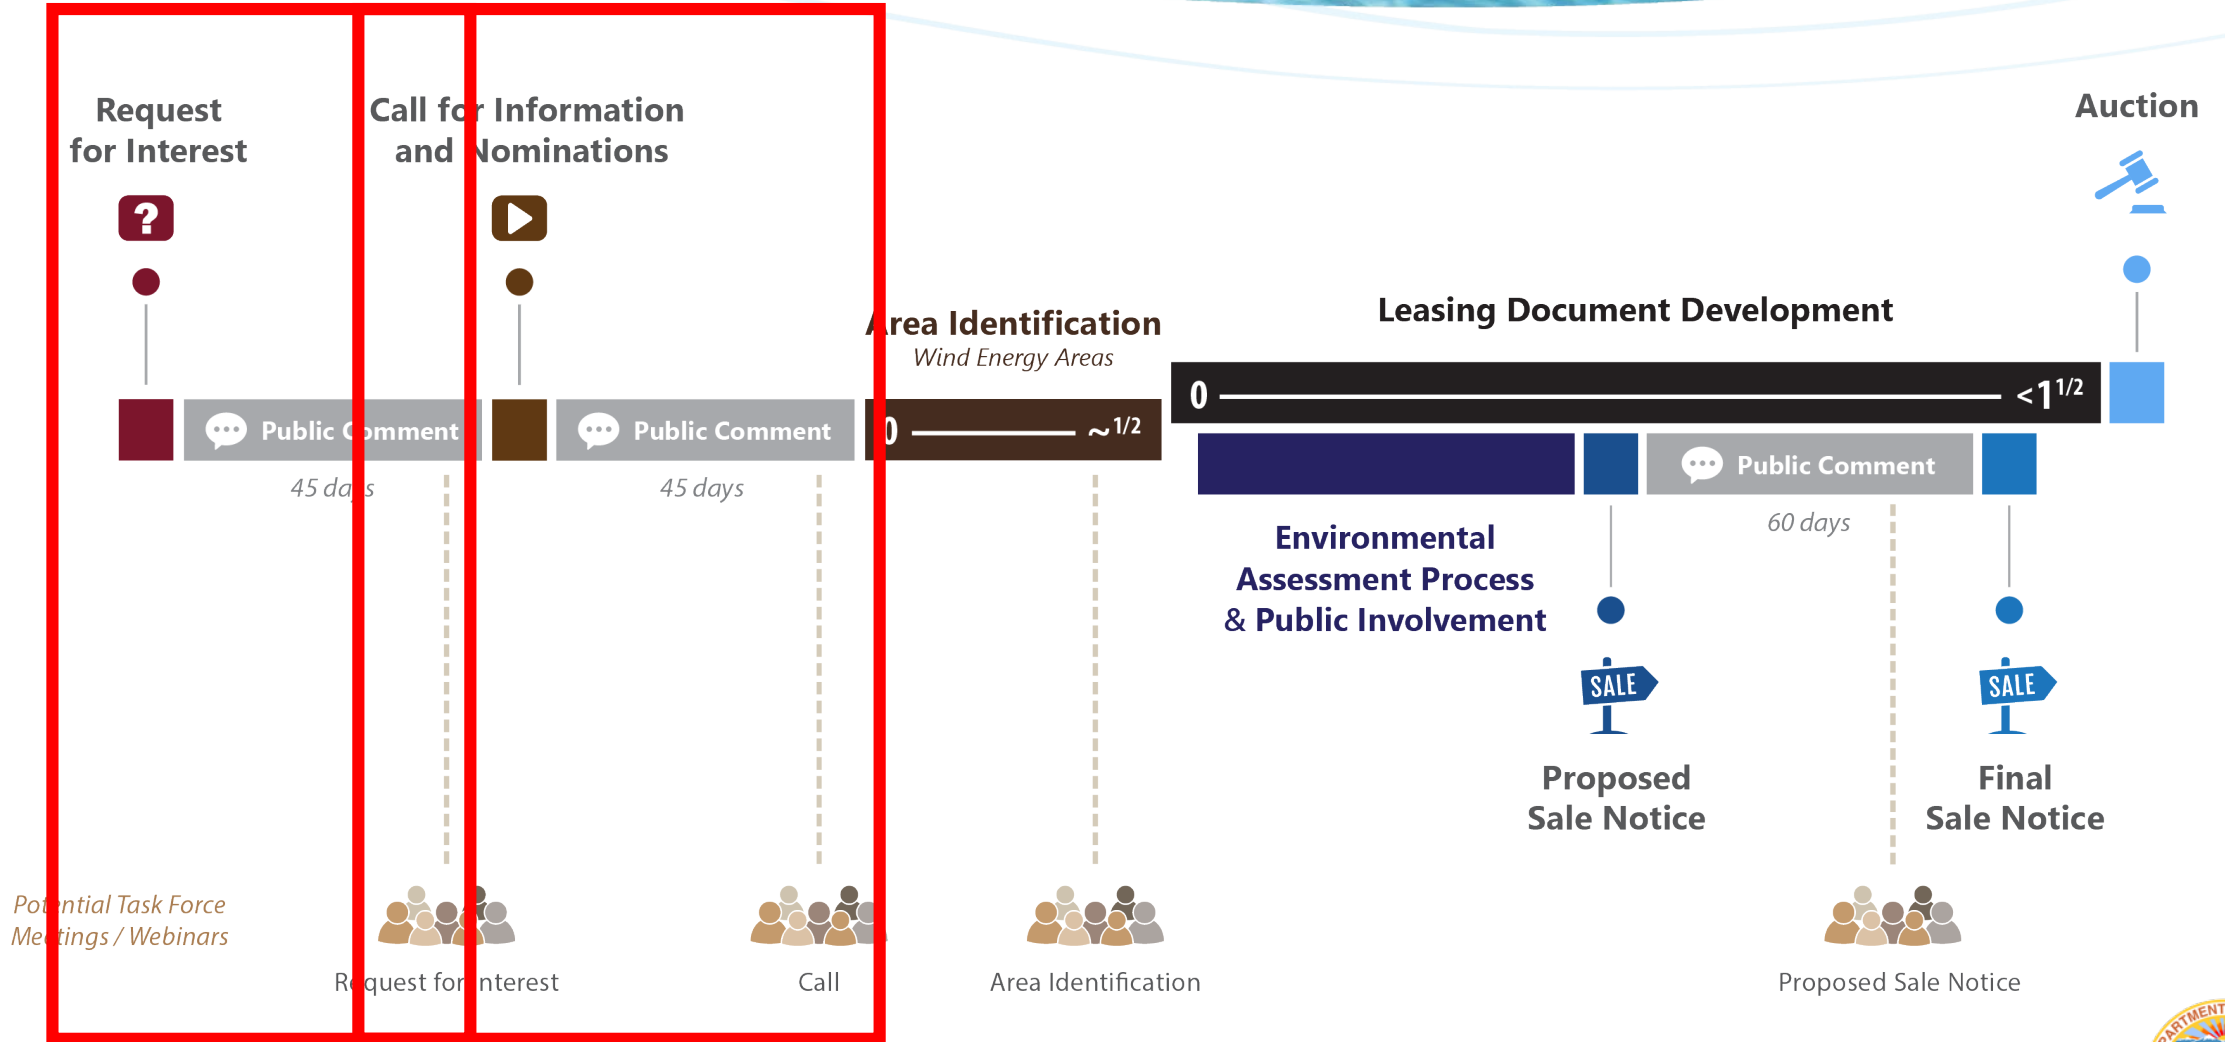 Request
for Interest
Call for Information
and Nominations
Auction
?
Area Identification
Wind Energy Areas
Leasing Document Development
Public Comment
45 days
Public Comment
45 days
0 ~1/2
0 <1 1/2
Public Comment
60 days
Environmental
Assessment Process
& Public Involvement
SALE
Proposed
Sale Notice
SALE
Final
Sale Notice
Potential Task Force
Meetings / Webinars
Request for Interest
Call
Area Identification
Proposed Sale Notice